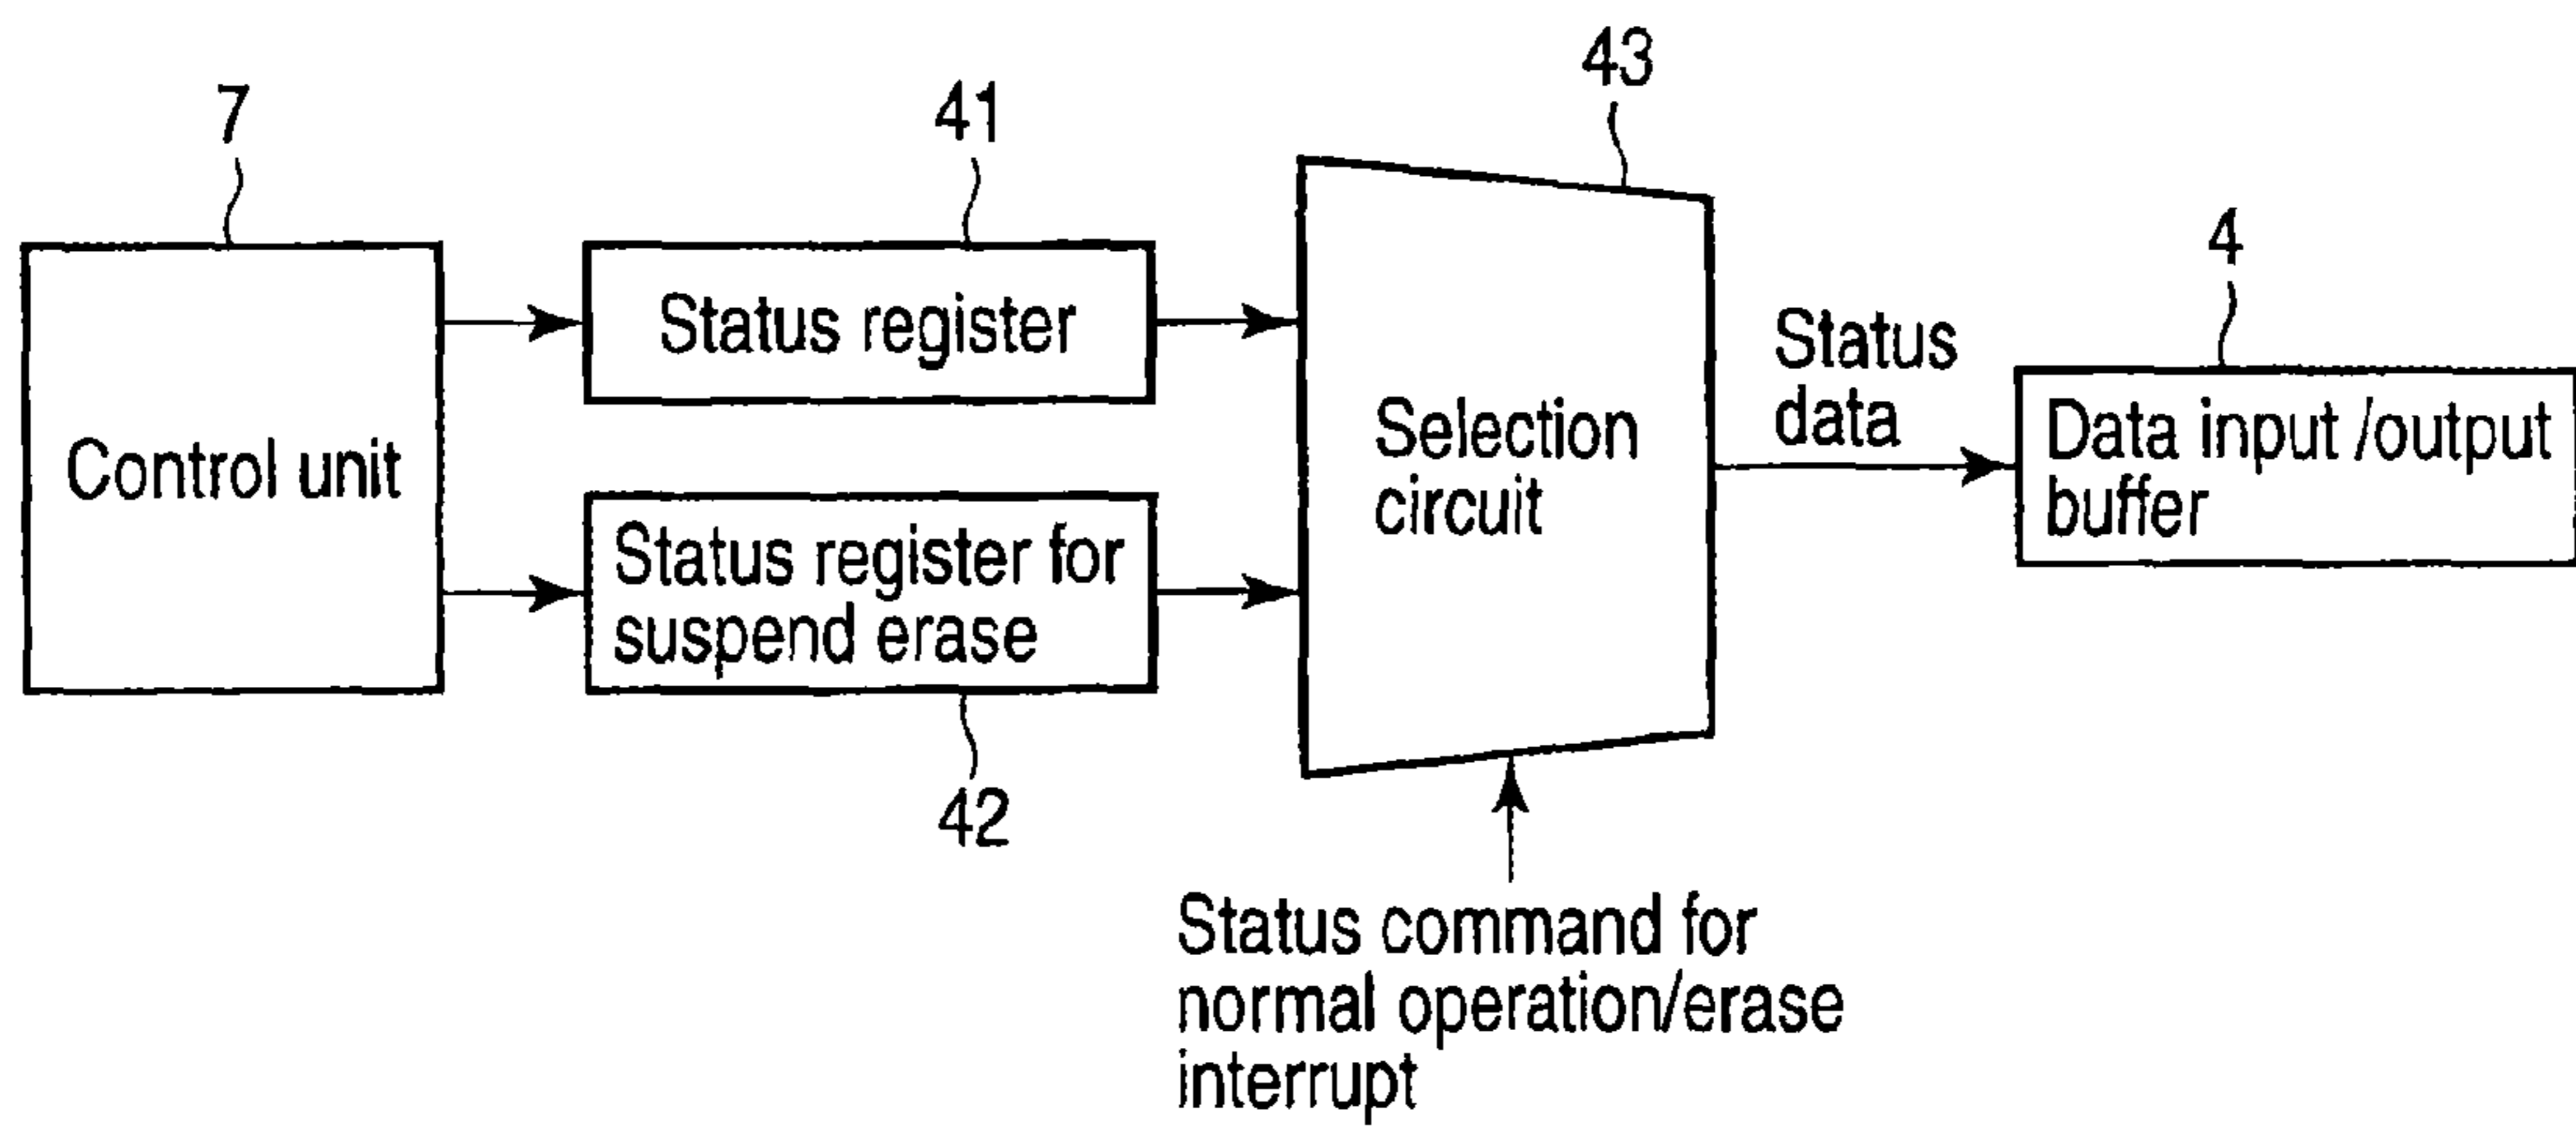 43
7
41
4
Status register
Status
data
Selection
circuit
Data input /output
buffer
Control unit
Status register for
suspend erase
42
Status command for
normal operation/erase
interrupt